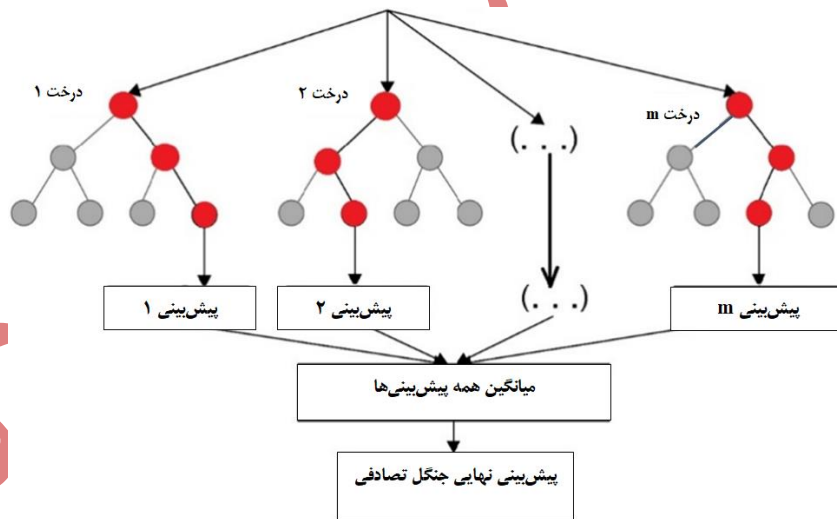 درخت ۱
درخت ۲
درخت m
(. . .)
(. . .)
پیش‌بینی ۱
پیش‌بینی ۲
پیش‌بینی m
میانگین همه پیش‌بینی‌ها
پیش‌بینی نهایی جنگل تصادفی